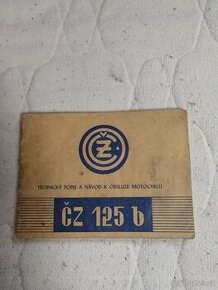 ČZ
TECHNICKÝ POPIS A NÁVOD K OBSLUZE MOTOCYKLU
ČZ 125 b